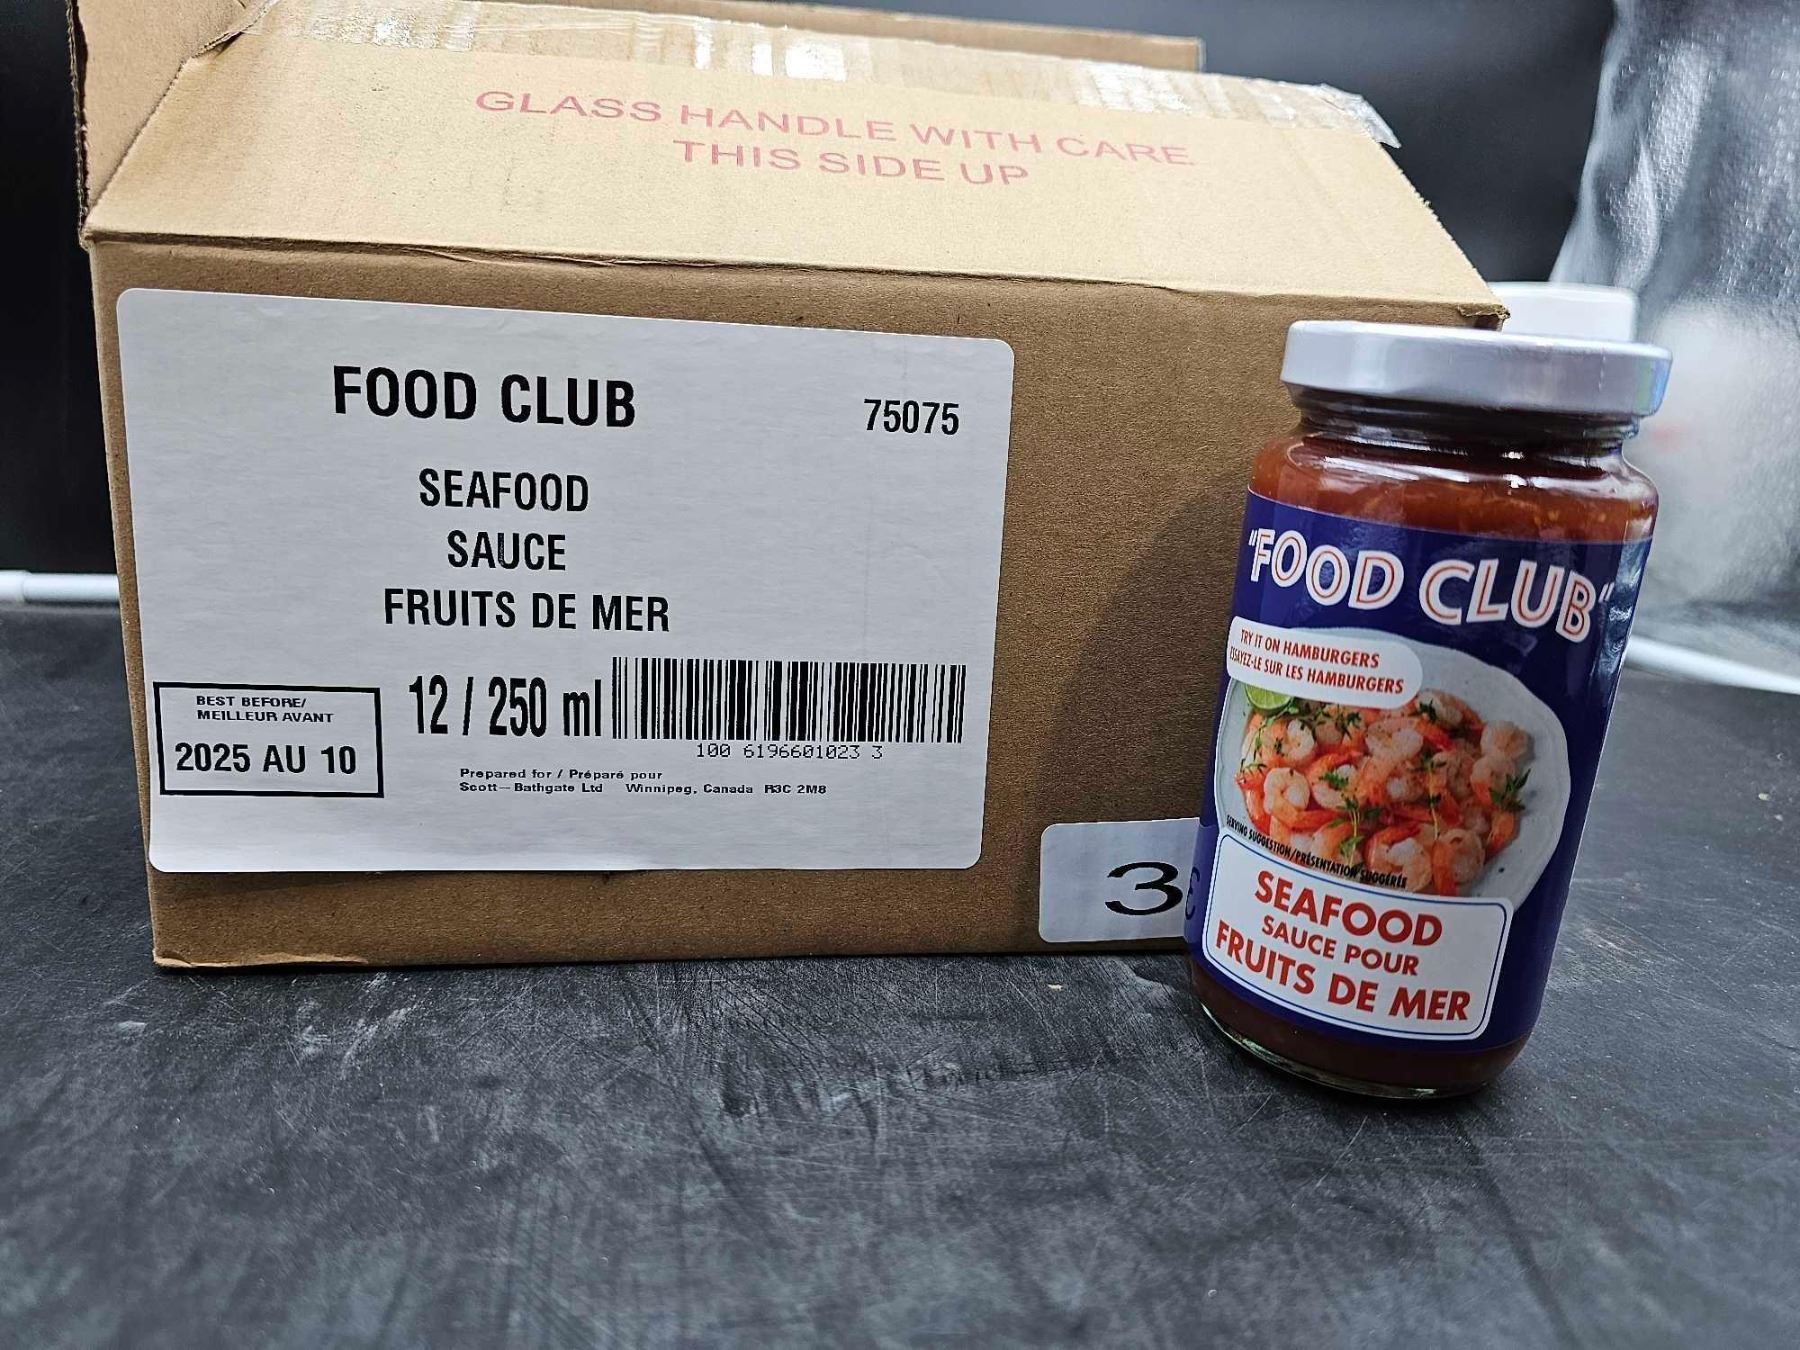 GLASS HANDLE WITH CARE
THIS SIDE UP
FOOD CLUB
75075
SEAFOOD
SAUCE
FRUITS DE MER
12 / 250 ml
100 6196601023 3
BEST BEFORE/
MEILLEUR AVANT
2025 AU 10
Prepared for / Préparé pour
Scott-Bathgate Ltd Winnipeg, Canada R3C 2M8
3
"FOOD CLUB"
TRY IT ON HAMBURGERS
ESSAYEZ-LE SUR LES HAMBURGERS
SERVING SUGGESTION/PRÉSENTATION SUGGÉRÉE
SEAFOOD
SAUCE POUR
FRUITS DE MER